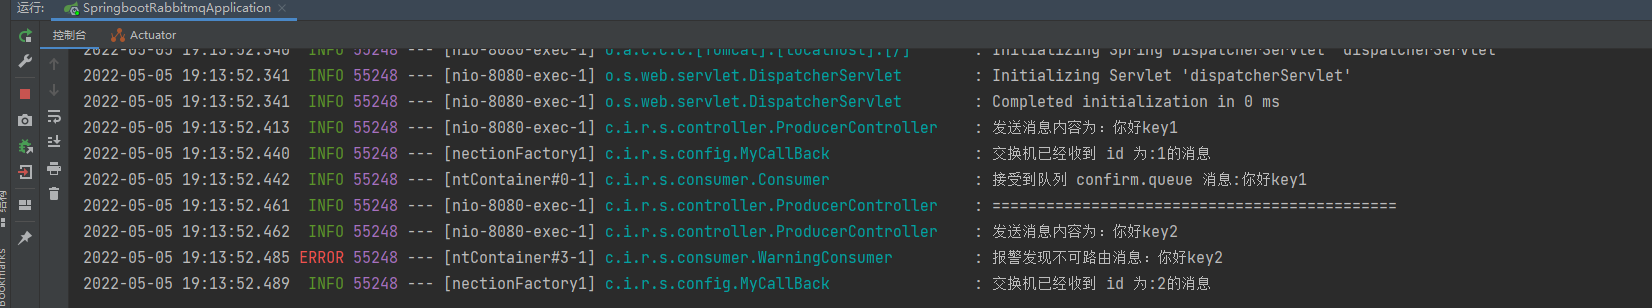 运行: SpringbootRabbitmqApplication ×
控制台 Actuator
2022-05-05 19:13:52.340 INFO 55248 --- [nio-8080-exec-1] o.a.c.c.C.[Tomcat].[localhost].[/] : Initializing Spring DispatcherServlet 'dispatcherServlet'
2022-05-05 19:13:52.341 INFO 55248 --- [nio-8080-exec-1] o.s.web.servlet.DispatcherServlet : Initializing Servlet 'dispatcherServlet'
2022-05-05 19:13:52.341 INFO 55248 --- [nio-8080-exec-1] o.s.web.servlet.DispatcherServlet : Completed initialization in 0 ms
2022-05-05 19:13:52.413 INFO 55248 --- [nio-8080-exec-1] c.i.r.s.controller.ProducerController : 发送消息内容为：你好key1
2022-05-05 19:13:52.440 INFO 55248 --- [nectionFactory1] c.i.r.s.config.MyCallBack : 交换机已经收到 id 为:1的消息
2022-05-05 19:13:52.442 INFO 55248 --- [ntContainer#0-1] c.i.r.s.consumer.Consumer : 接受到队列 confirm.queue 消息:你好key1
2022-05-05 19:13:52.461 INFO 55248 --- [nio-8080-exec-1] c.i.r.s.controller.ProducerController : =============================================
2022-05-05 19:13:52.462 INFO 55248 --- [nio-8080-exec-1] c.i.r.s.controller.ProducerController : 发送消息内容为：你好key2
2022-05-05 19:13:52.485 ERROR 55248 --- [ntContainer#3-1] c.i.r.s.consumer.WarningConsumer : 报警发现不可路由消息：你好key2
2022-05-05 19:13:52.489 INFO 55248 --- [nectionFactory1] c.i.r.s.config.MyCallBack : 交换机已经收到 id 为:2的消息
结构
Bookmarks